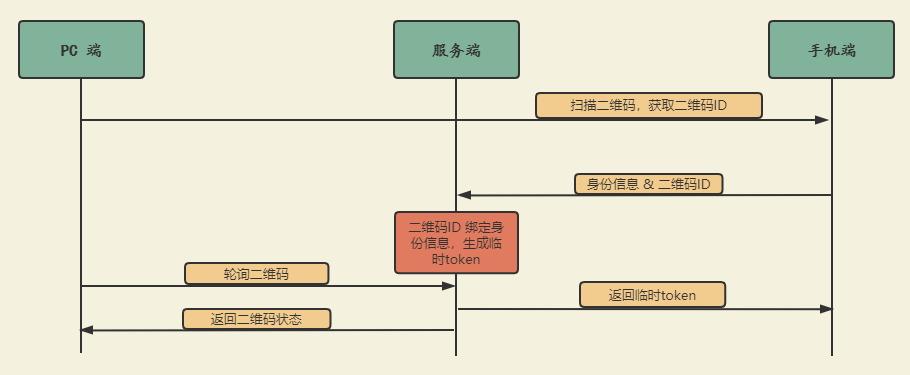 PC 端
服务端
手机端
扫描二维码，获取二维码ID
身份信息 & 二维码ID
二维码ID 绑定身
份信息，生成临
时token
轮询二维码
返回临时token
返回二维码状态